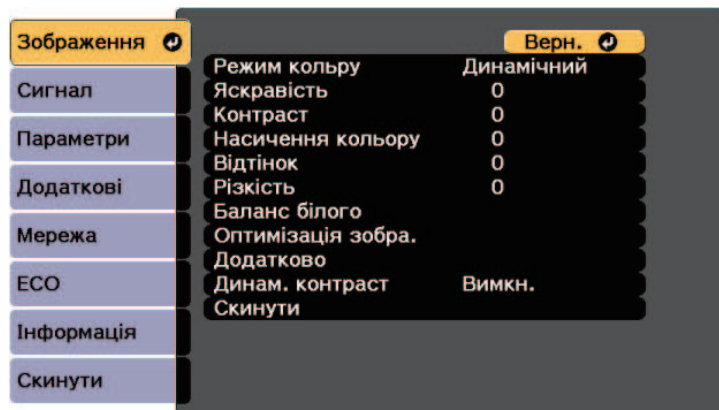 Зображення
Сигнал
Параметри
Додаткові
Мережа
ECO
Інформація
Скинути
Верн.
Режим кольру Динамічний
Яскравість 0
Контраст 0
Насичення кольору 0
Відтінок 0
Різкість 0
Баланс білого
Оптимізація зобра.
Додатково
Динам. контраст Вимкн.
Скинути